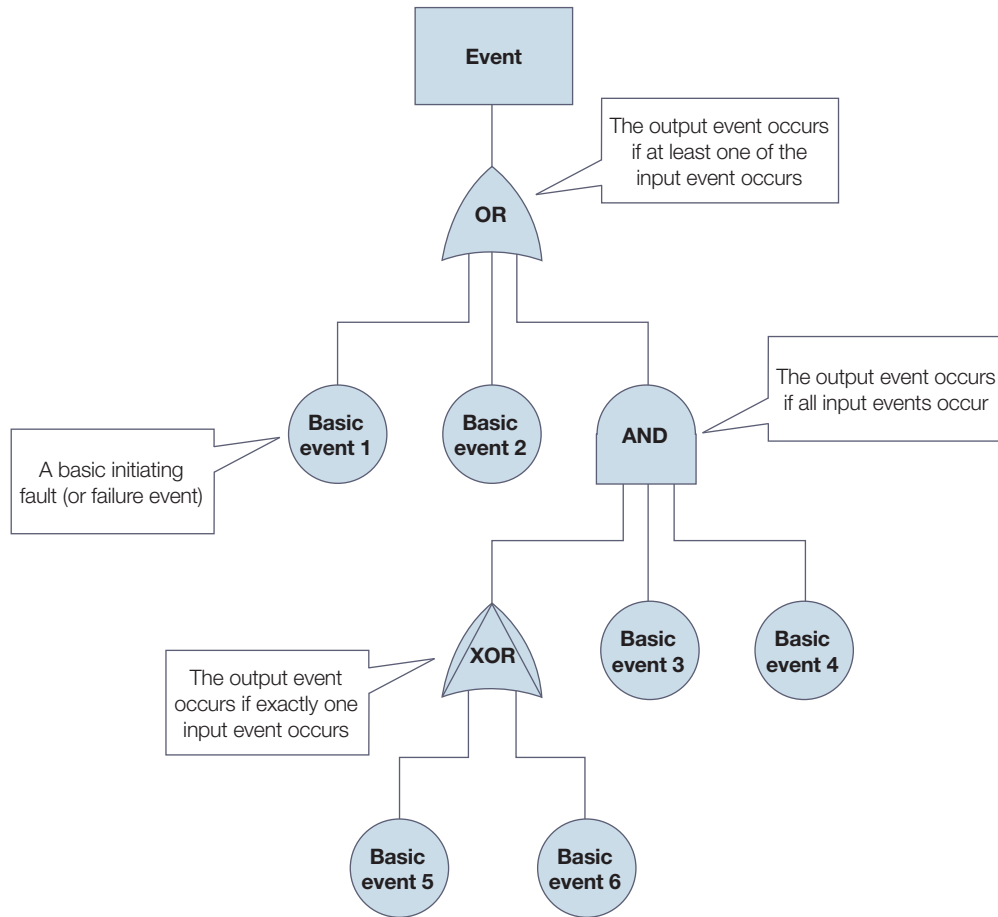 Event
The output event occurs
if at least one of the
input event occurs
OR
Basic
event 1
Basic
event 2
AND
The output event occurs
if all input events occur
A basic initiating
fault (or failure event)
XOR
Basic
event 3
Basic
event 4
The output event
occurs if exactly one
input event occurs
Basic
event 5
Basic
event 6